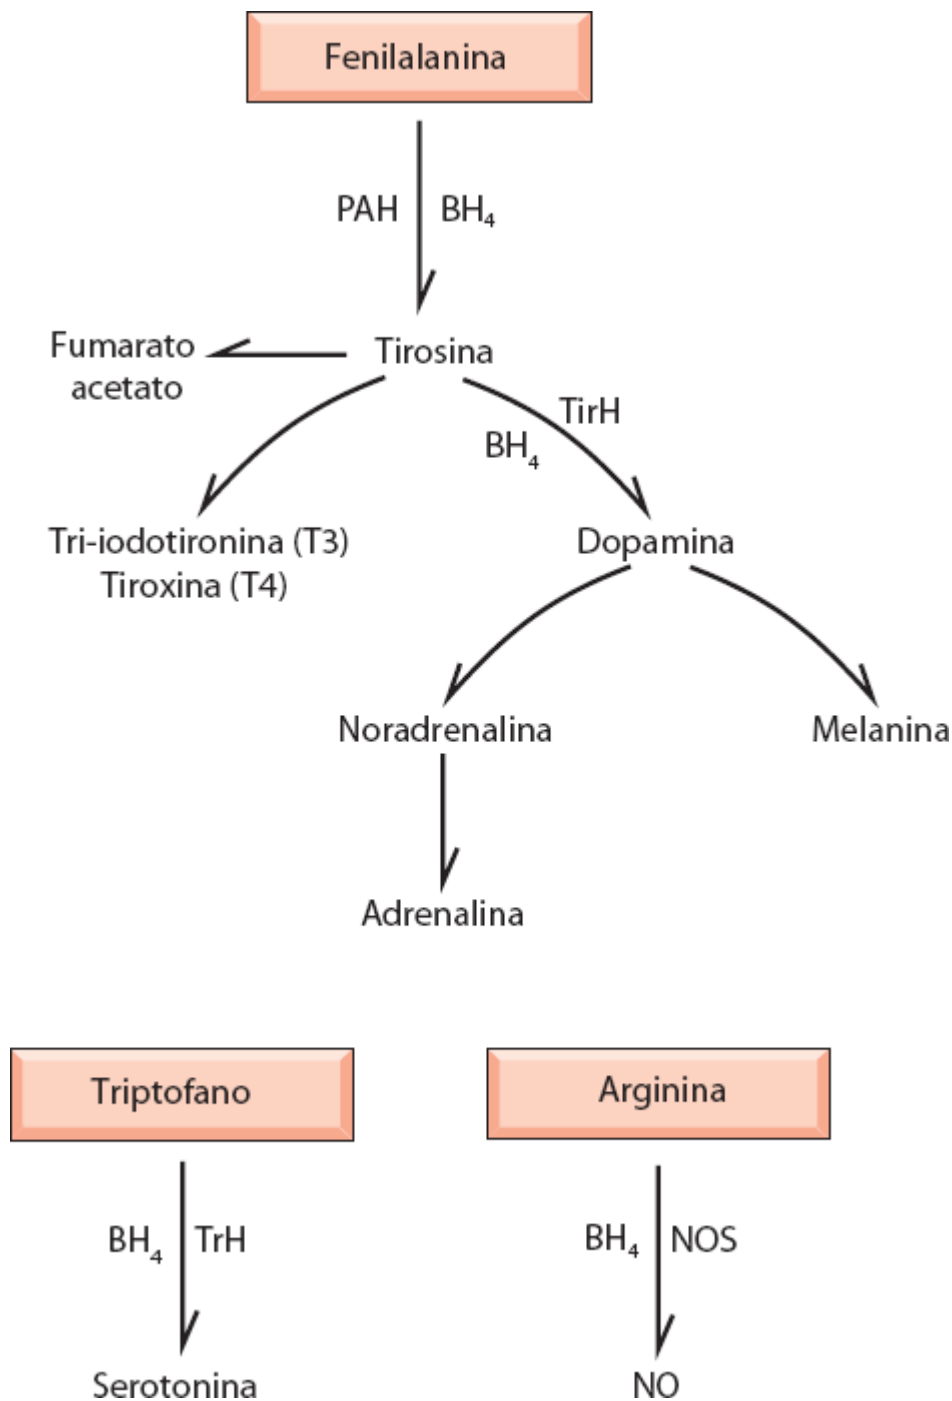 Fenilalanina
PAH BH₄
Fumarato
acetato
Tirosina
TirH
BH₄
Tri-iodotironina (T3)
Tiroxina (T4)
Dopamina
Noradrenalina
Melanina
Adrenalina
Triptofano
Arginina
BH₄ TrH
BH₄ NOS
Serotonina
NO